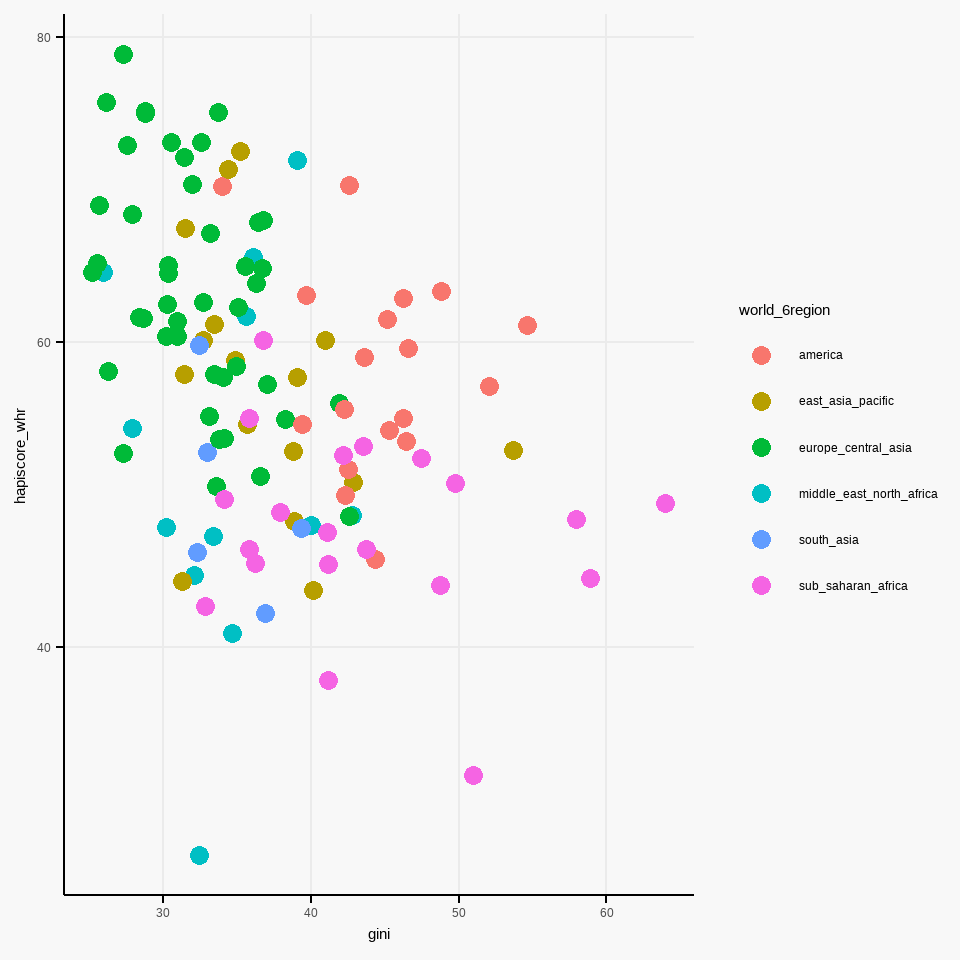 80
60
40
30 40 50 60
gini
hapiscore_whr
world_6region
america
east_asia_pacific
europe_central_asia
middle_east_north_africa
south_asia
sub_saharan_africa